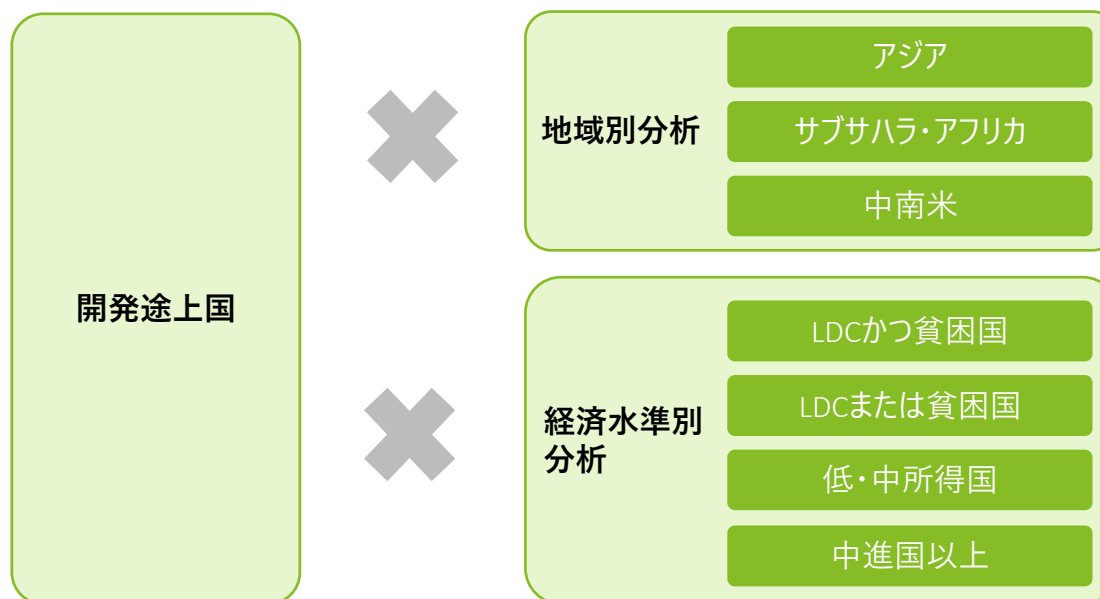 開発途上国
地域別分析
アジア
サブサハラ・アフリカ
中南米
経済水準別
分析
LDCかつ貧困国
LDCまたは貧困国
低・中所得国
中進国以上